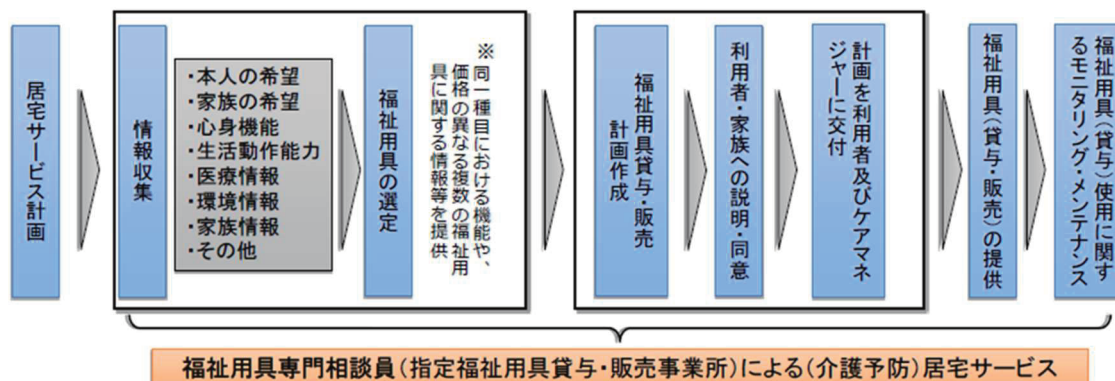 居宅サービス計画
情報収集
・本人の希望
・家族の希望
・心身機能
・生活動作能力
・医療情報
・環境情報
・家族情報
・その他
福祉用具の選定
※同一種目における機能や、
価格の異なる複数の福祉用
具に関する情報等を提供
福祉用具貸与・販売
計画作成
利用者・家族への説明・同意
計画を利用者及びケアマネ
ジャーに交付
福祉用具(貸与・販売)の提供
福祉用具(貸与)使用に関す
るモニタリング・メンテナンス
福祉用具専門相談員(指定福祉用具貸与・販売事業所)による(介護予防)居宅サービス